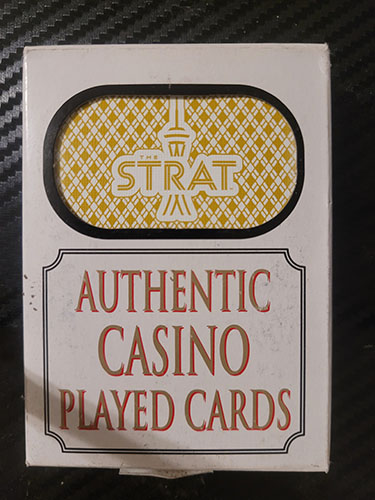 THE
STRAT
AUTHENTIC
CASINO
PLAYED CARDS